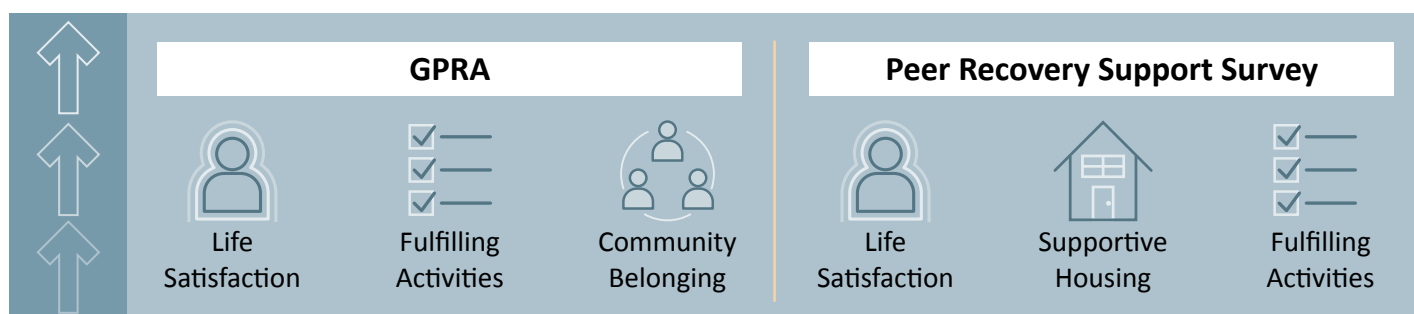 GPRA
Life
Satisfaction
Fulfilling
Activities
Community
Belonging
Peer Recovery Support Survey
Life
Satisfaction
Supportive
Housing
Fulfilling
Activities